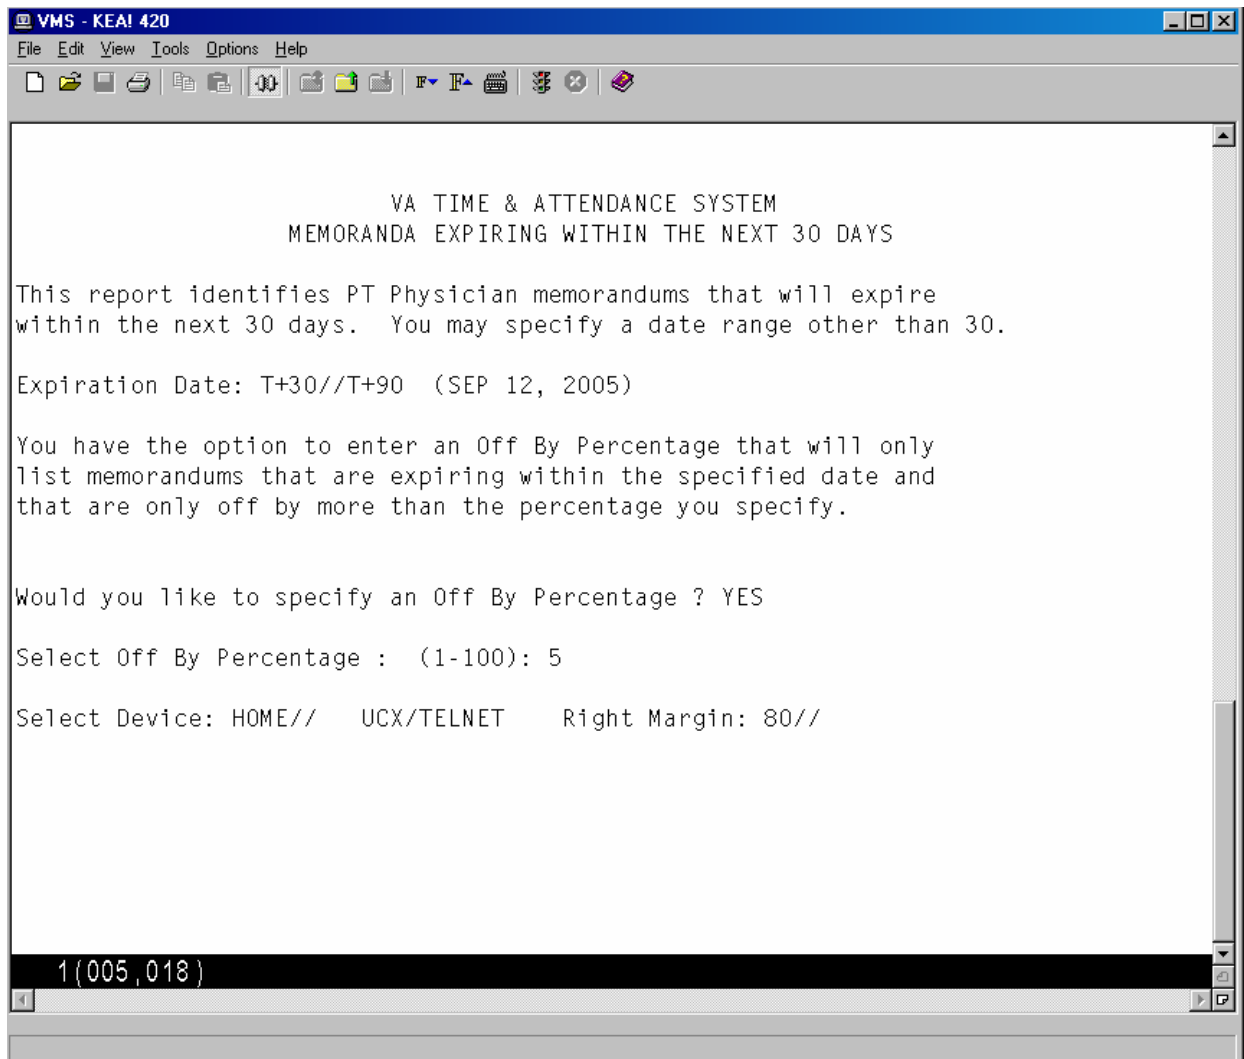 VMS - KEA! 420
File Edit View Tools Options Help
VA TIME & ATTENDANCE SYSTEM
MEMORANDA EXPIRING WITHIN THE NEXT 30 DAYS
This report identifies PT Physician memorandums that will expire
within the next 30 days.  You may specify a date range other than 30.
Expiration Date: T+30//T+90  (SEP 12, 2005)
You have the option to enter an Off By Percentage that will only
list memorandums that are expiring within the specified date and
that are only off by more than the percentage you specify.
Would you like to specify an Off By Percentage ? YES
Select Off By Percentage :  (1-100): 5
Select Device: HOME//   UCX/TELNET    Right Margin: 80//
1(005,018)